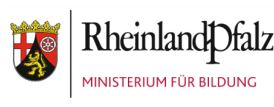 RheinlandPfalz
MINISTERIUM FÜR BILDUNG